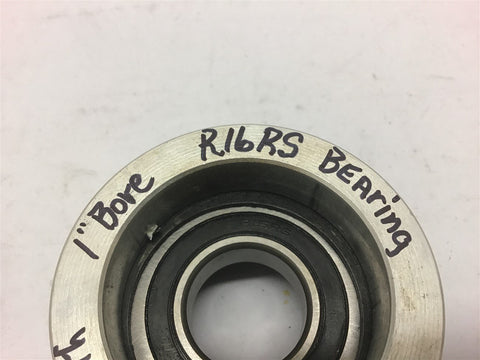 1" Bore
R16RS
BEARING